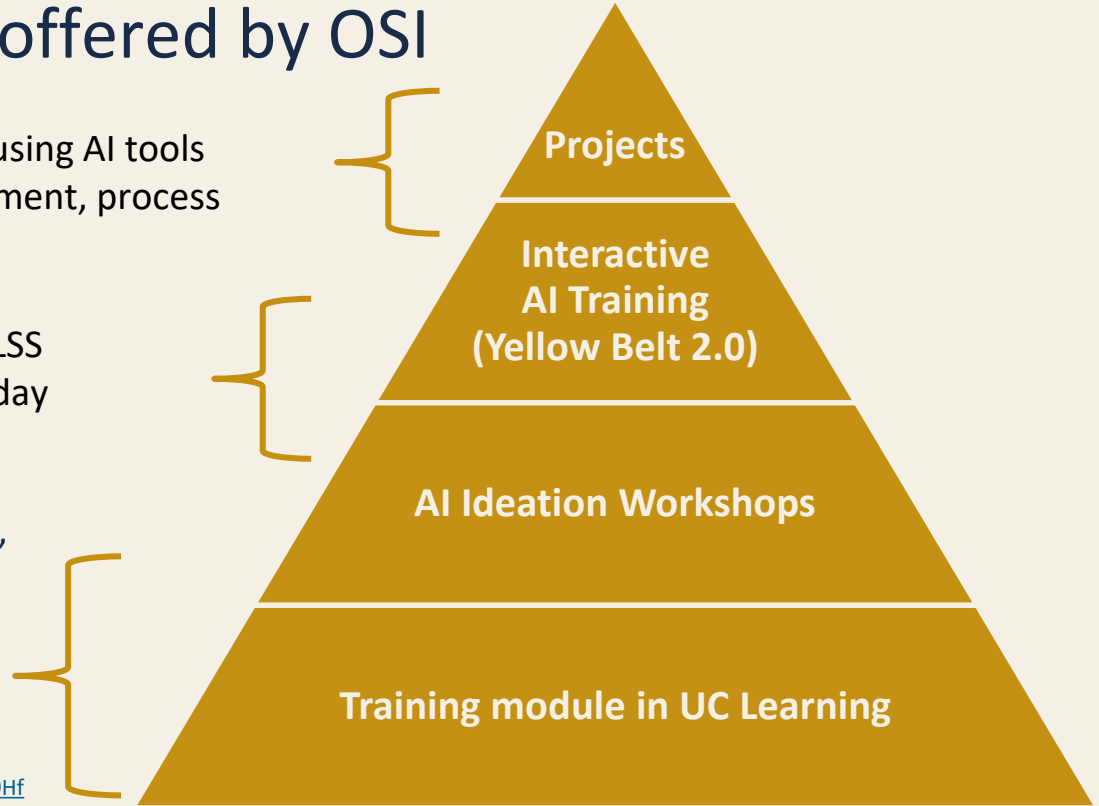 offered by OSI
using AI tools
ment, process
LSS
day
,
Hf
Projects
Interactive
AI Training
(Yellow Belt 2.0)
AI Ideation Workshops
Training module in UC Learning